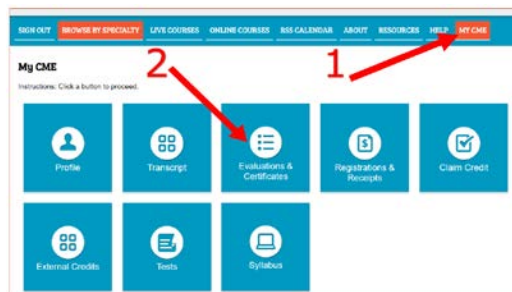 SIGN OUT BROWSE BY SPECIALTY LIVE COURSES ONLINE COURSES RSS CALENDAR ABOUT RESOURCES HELP MY CME
My CME
2
1
Instructions: Click a button to proceed.
Profile
Transcript
Evaluations &
Certificates
Registrations &
Receipts
Claim Credit
External Credits
Tests
Syllabus